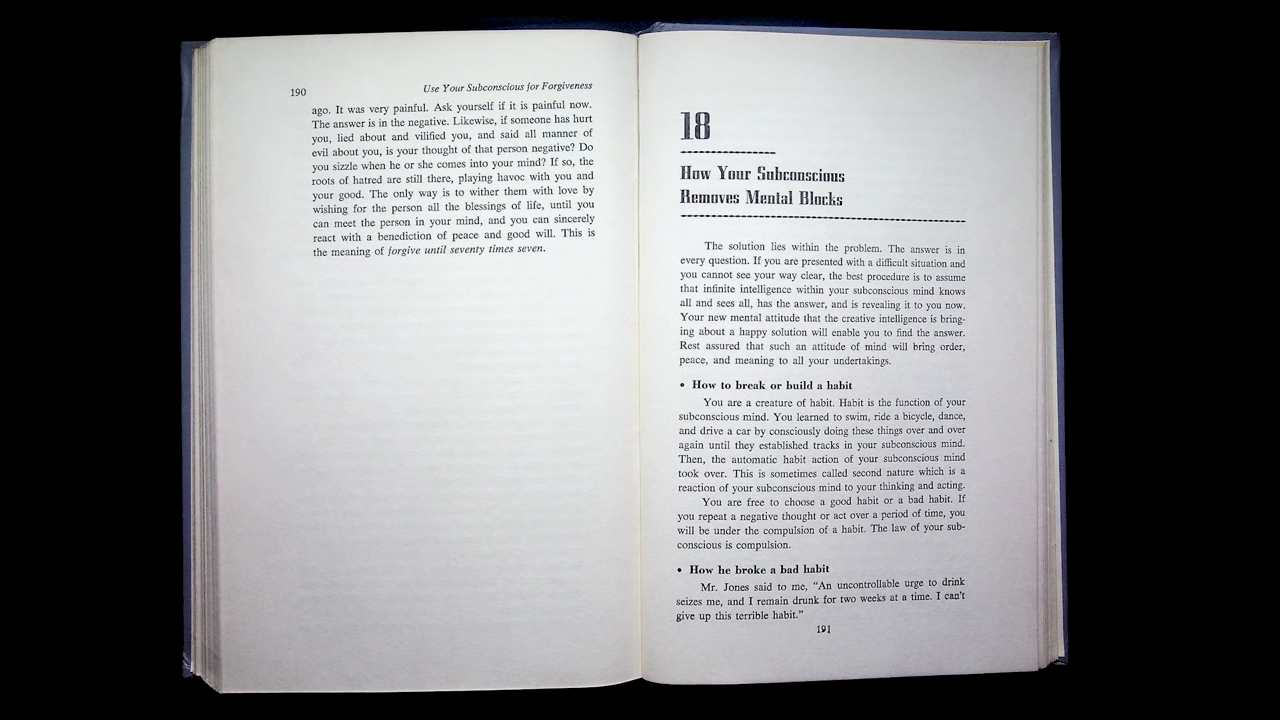 190
Use Your Subconscious for Forgiveness
ago. It was very painful. Ask yourself if it is painful now.
The answer is in the negative. Likewise, if someone has hurt
you, lied about and vilified you, and said all manner of
evil about you, is your thought of that person negative? Do
you sizzle when he or she comes into your mind? If so, the
roots of hatred are still there, playing havoc with you and
your good. The only way is to wither them with love by
wishing for the person all the blessings of life, until you
can meet the person in your mind, and you can sincerely
react with a benediction of peace and good will. This is
the meaning of forgive until seventy times seven.
18
How Your Subconscious
Removes Mental Blocks
The solution lies within the problem. The answer is in
every question. If you are presented with a difficult situation and
you cannot see your way clear, the best procedure is to assume
that infinite intelligence within your subconscious mind knows
all and sees all, has the answer, and is revealing it to you now.
Your new mental attitude that the creative intelligence is bring-
ing about a happy solution will enable you to find the answer.
Rest assured that such an attitude of mind will bring order,
peace, and meaning to all your undertakings.
• How to break or build a habit
You are a creature of habit. Habit is the function of your
subconscious mind. You learned to swim, ride a bicycle, dance,
and drive a car by consciously doing these things over and over
again until they established tracks in your subconscious mind.
Then, the automatic habit action of your subconscious mind
took over. This is sometimes called second nature which is a
reaction of your subconscious mind to your thinking and acting.
You are free to choose a good habit or a bad habit. If
you repeat a negative thought or act over a period of time, you
will be under the compulsion of a habit. The law of your sub-
conscious is compulsion.
• How he broke a bad habit
Mr. Jones said to me, “An uncontrollable urge to drink
seizes me, and I remain drunk for two weeks at a time. I can't
give up this terrible habit.”
191